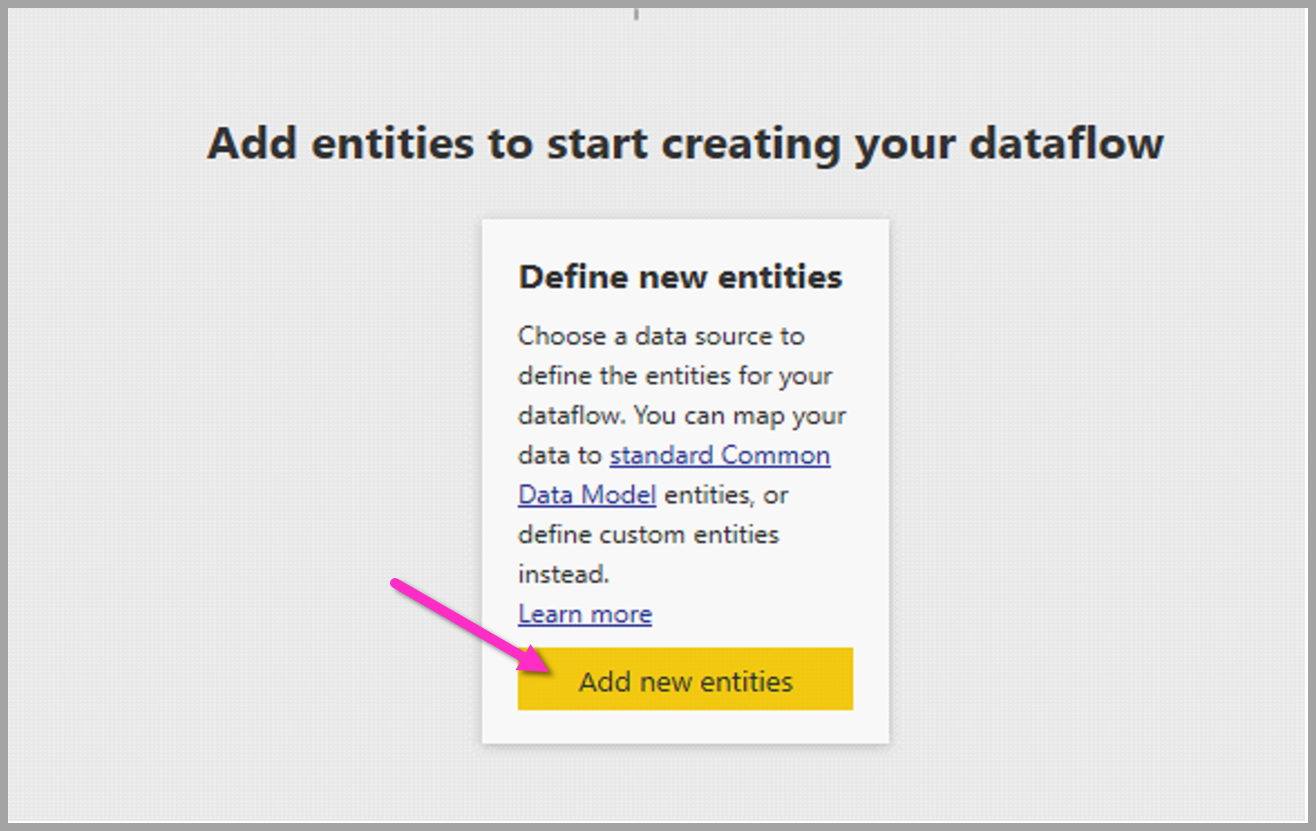 Add entities to start creating your dataflow
Define new entities
Choose a data source to
define the entities for your
dataflow. You can map your
data to standard Common
Data Model entities, or
define custom entities
instead.
Learn more
Add new entities